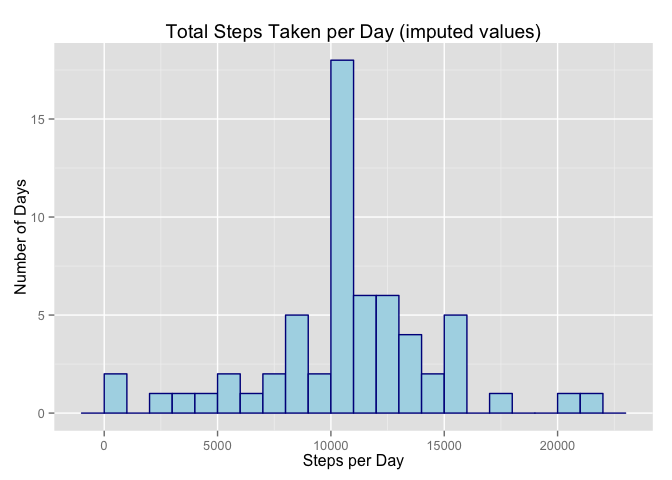 Total Steps Taken per Day (imputed values)
Number of Days
15
10
5
0
0 5000 10000 15000 20000
Steps per Day